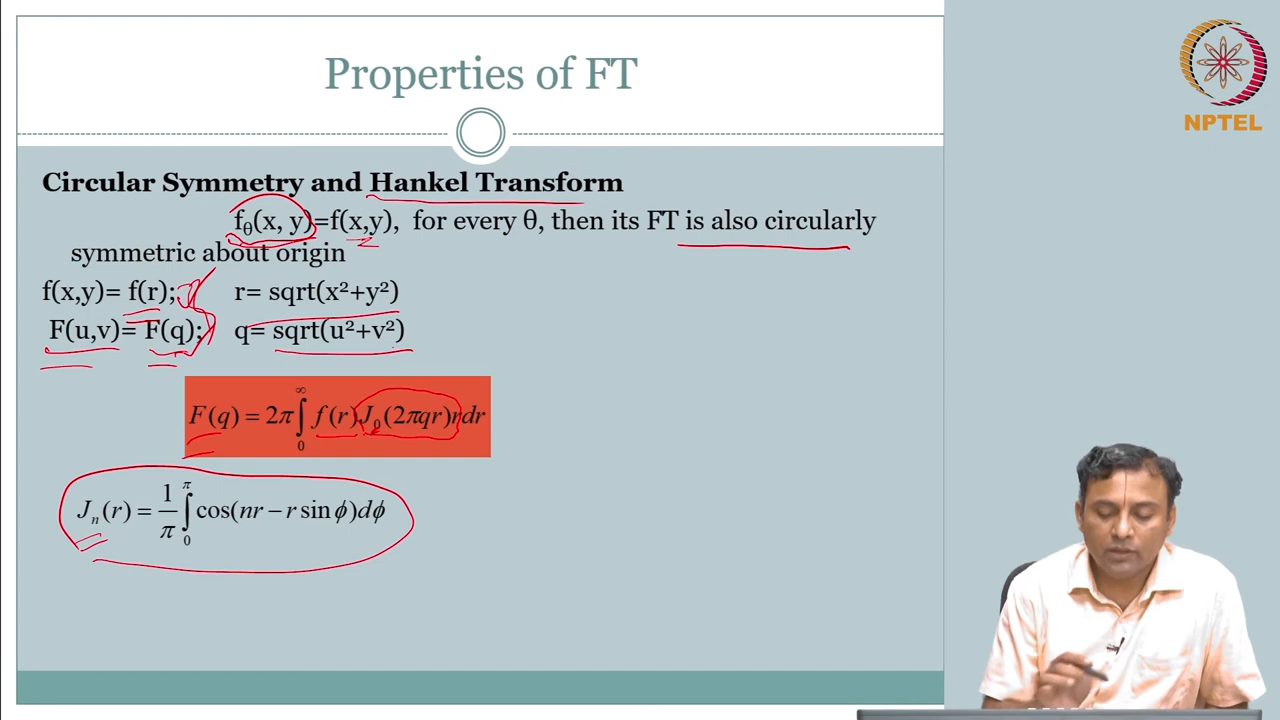 Properties of FT
Circular Symmetry and Hankel Transform
f_θ(x, y)=f(x,y), for every θ, then its FT is also circularly
symmetric about origin
f(x,y)= f(r); r= sqrt(x²+y²)
F(u,v)= F(q); q= sqrt(u²+v²)
F(q) = 2π∫₀^∞ f(r)J₀(2πqr)rdr
Jₙ(r) = 1/π ∫₀^π cos(nr − r sin ϕ)dϕ
NPTEL